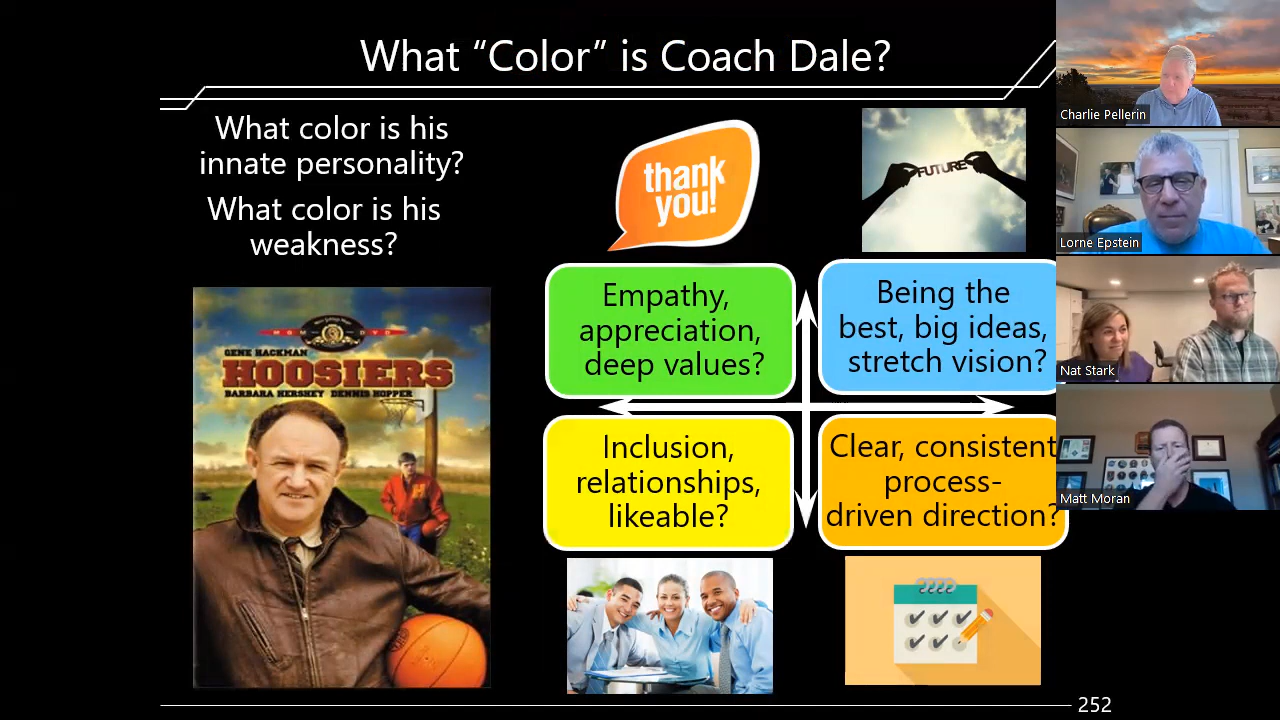 What “Color” is Coach Dale?
What color is his
innate personality?
What color is his
weakness?
MGM DVD
GENE HACKMAN
HOOSIERS
BARBARA HERSHEY DENNIS HOPPER
H
thank
you!
FUTURE
Empathy,
appreciation,
deep values?
Being the
best, big ideas,
stretch vision?
Inclusion,
relationships,
likeable?
Clear, consistent
process-
driven direction?
252
Charlie Pellerin
Lorne Epstein
Nat Stark
Matt Moran